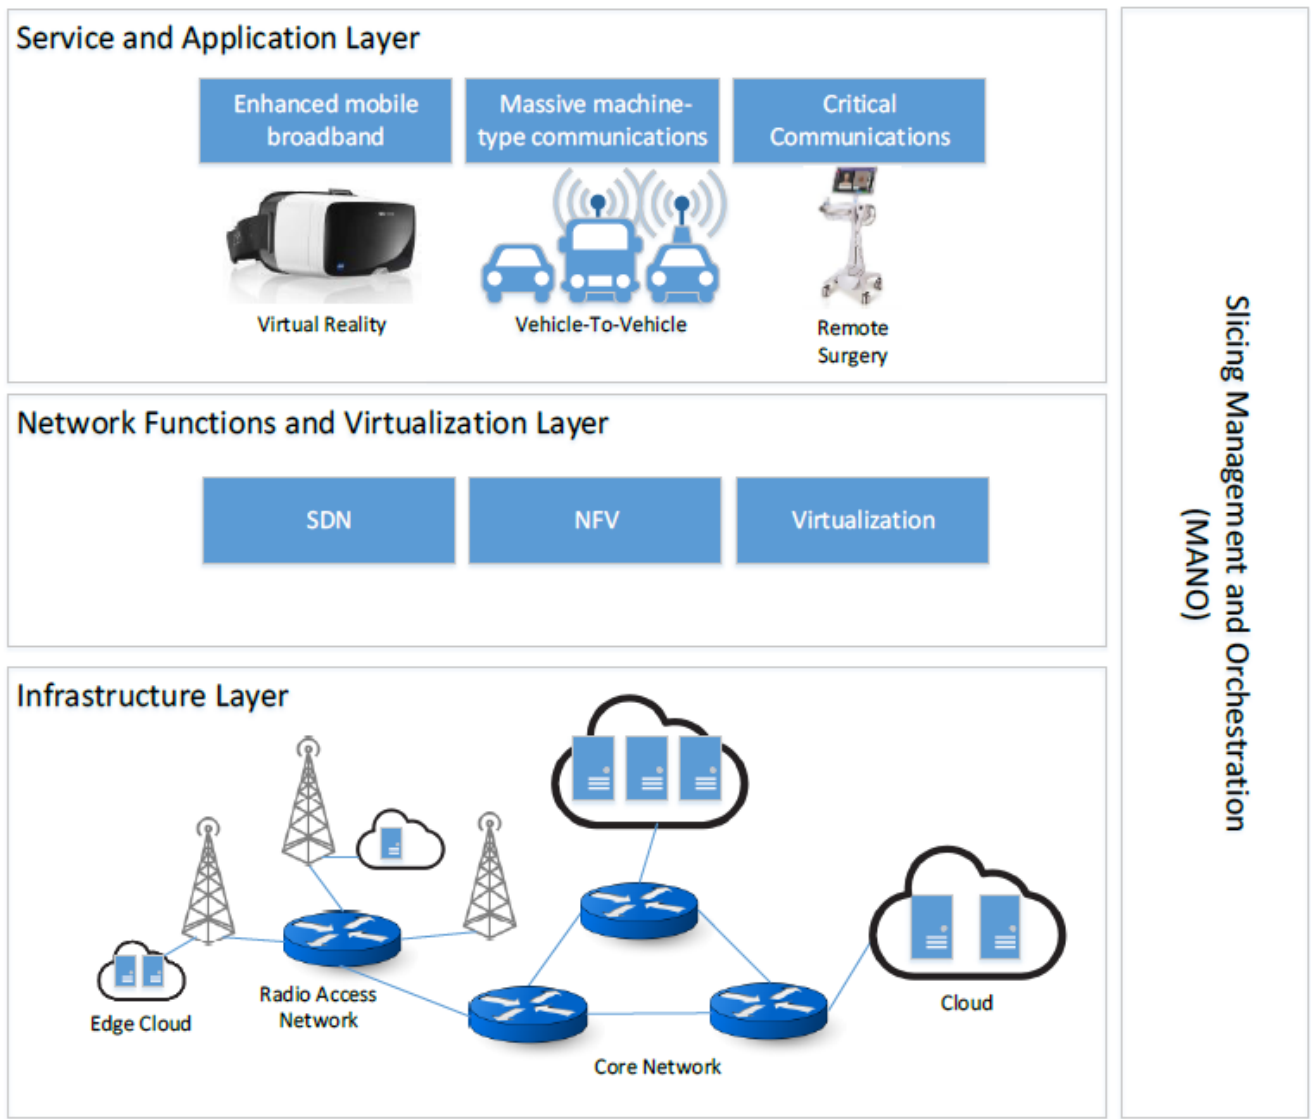 Service and Application Layer
Enhanced mobile
broadband
Massive machine-
type communications
Critical
Communications
Virtual Reality
Vehicle-To-Vehicle
Remote
Surgery
Network Functions and Virtualization Layer
SDN
NFV
Virtualization
Infrastructure Layer
Edge Cloud
Radio Access
Network
Core Network
Cloud
Slicing Management and Orchestration
(MANO)